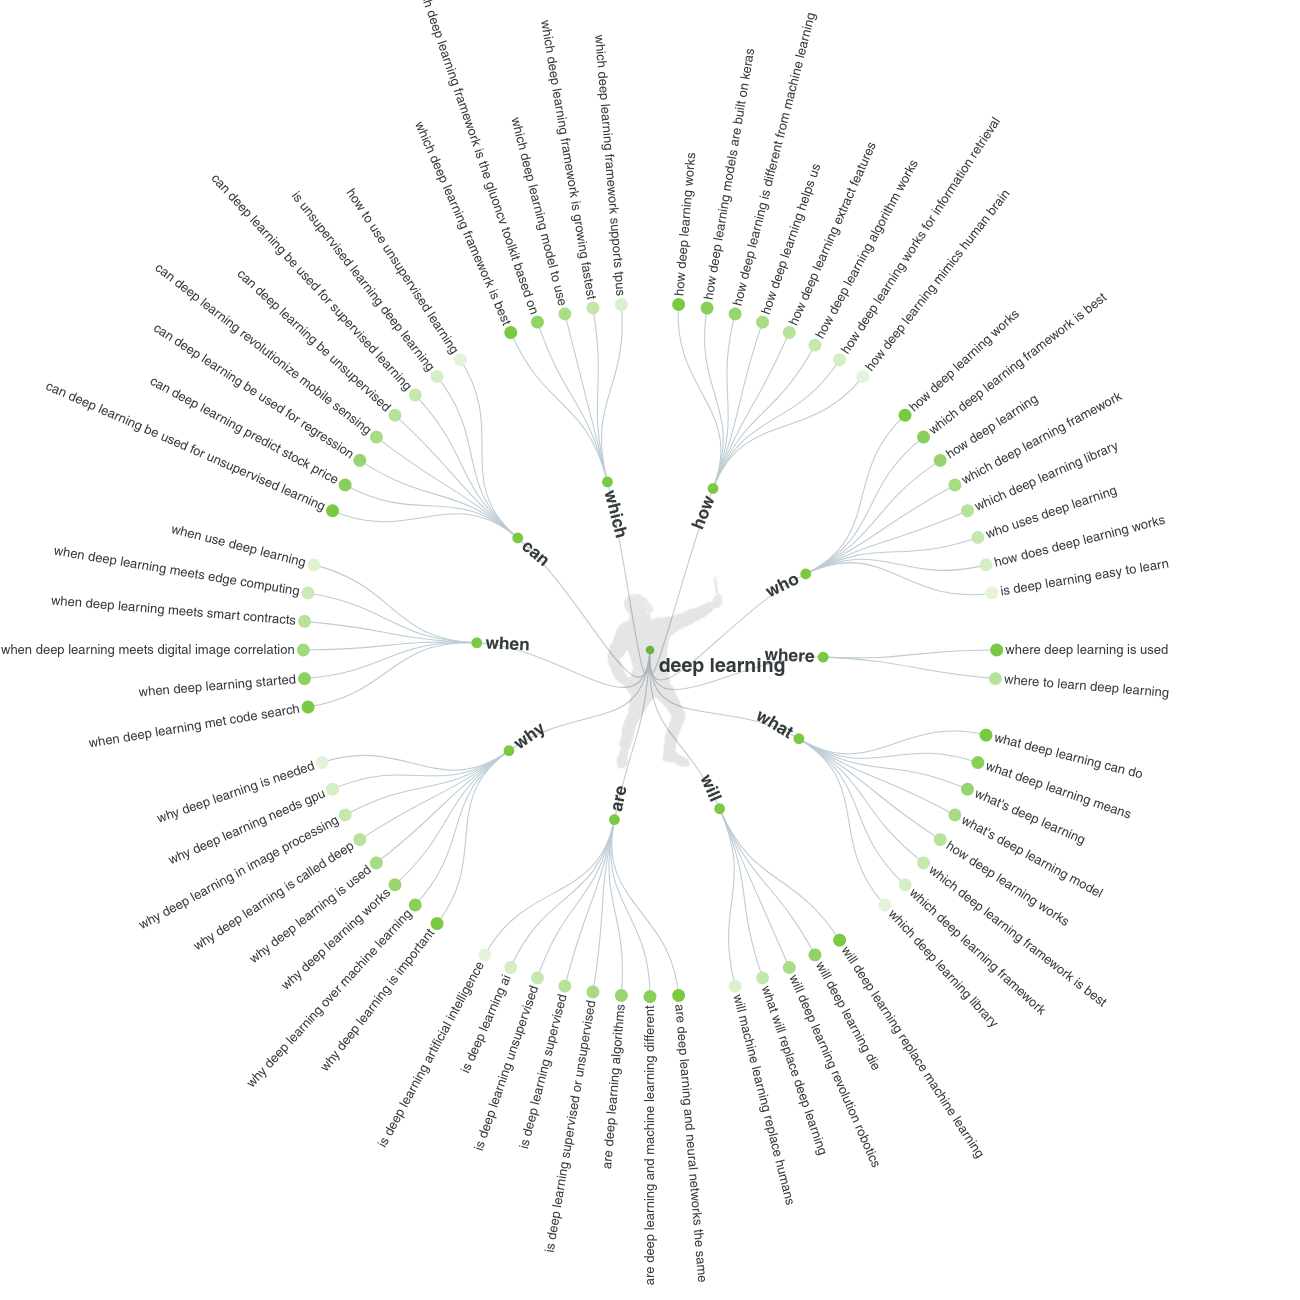 deep learning
how
how deep learning works
how deep learning models are built on keras
how deep learning is different from machine learning
how deep learning helps us
how deep learning extract features
how deep learning algorithm works
how deep learning works for information retrieval
how deep learning mimics human brain
who
how deep learning works
which deep learning framework is best
how deep learning
which deep learning framework
which deep learning library
who uses deep learning
how does deep learning works
is deep learning easy to learn
where
where deep learning is used
where to learn deep learning
what
what deep learning can do
what deep learning means
what's deep learning
what's deep learning model
how deep learning works
which deep learning framework is best
which deep learning framework
which deep learning library
will
will deep learning replace machine learning
will deep learning die
will deep learning revolution robotics
what will replace deep learning
will machine learning replace humans
are
are deep learning and neural networks the same
are deep learning and machine learning different
are deep learning algorithms
is deep learning supervised or unsupervised
is deep learning supervised
is deep learning unsupervised
is deep learning ai
is deep learning artificial intelligence
why
why deep learning is important
why deep learning over machine learning
why deep learning works
why deep learning is used
why deep learning is called deep
why deep learning in image processing
why deep learning needs gpu
why deep learning is needed
when
when deep learning met code search
when deep learning started
when deep learning meets digital image correlation
when deep learning meets smart contracts
when deep learning meets edge computing
when use deep learning
can
can deep learning be used for unsupervised learning
can deep learning predict stock price
can deep learning be used for regression
can deep learning revolutionize mobile sensing
can deep learning be unsupervised
can deep learning be used for supervised learning
is unsupervised learning deep learning
how to use unsupervised learning
which
which deep learning framework is best
deep learning framework is the gluoncv toolkit based on
which deep learning model to use
which deep learning framework is growing fastest
which deep learning framework supports tpus